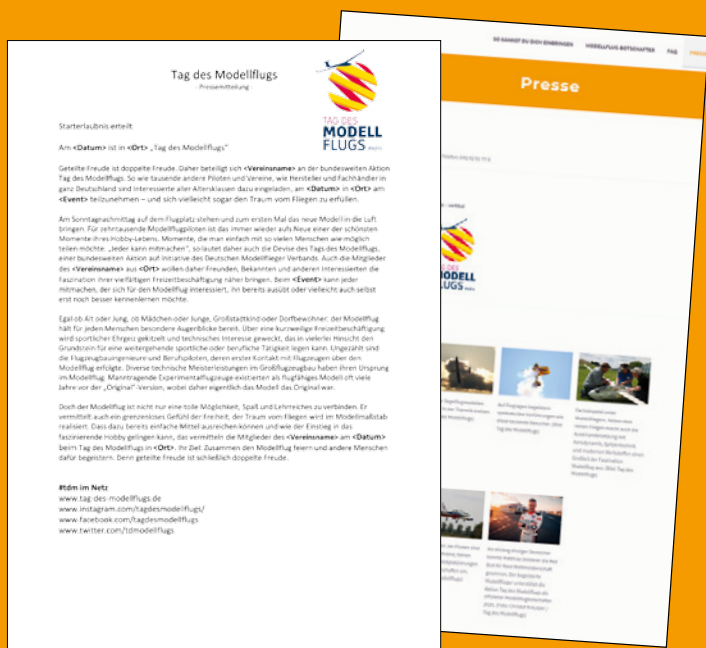 Tag des Modellflugs
- Pressemitteilung -
TAG DES
MODELL
FLUGS
Starterlaubnis erteilt
Am <Datum> ist in <Ort> „Tag des Modellflugs“
Geteilte Freude ist doppelte Freude. Daher beteiligt sich <Vereinsname> an der bundesweiten Aktion
Tag des Modellflugs. So wie tausende andere Piloten und Vereine, wie Hersteller und Fachhändler in
ganz Deutschland sind Interessierte aller Altersklassen dazu eingeladen, am <Datum> in <Ort> am
<Event> teilzunehmen – und sich vielleicht sogar den Traum vom Fliegen zu erfüllen.
Am Sonntagnachmittag auf dem Flugplatz stehen und zum ersten Mal das neue Modell in die Luft
bringen. Für zehntausende Modellflugpiloten ist das immer wieder aufs Neue einer der schönsten
Momente ihres Hobby-Lebens. Momente, die man einfach mit so vielen Menschen wie möglich
teilen möchte. „Jeder kann mitmachen“, so lautet daher auch die Devise des Tags des Modellflugs,
einer bundesweiten Aktion auf Initiative des Deutschen Modellflieger Verbands. Auch die Mitglieder
des <Vereinsname> aus <Ort> wollen daher Freunden, Bekannten und anderen Interessierten die
Faszination ihrer vielfältigen Freizeitbeschäftigung näher bringen. Beim <Event> kann jeder
mitmachen, der sich für den Modellflug interessiert, ihn bereits ausübt oder vielleicht auch selbst
erst noch besser kennenlernen möchte.
Egal ob Alt oder Jung, ob Mädchen oder Junge, Großstadtkind oder Dorfbewohner: der Modellflug
hält für jeden Menschen besondere Augenblicke bereit. Über eine kurzweilige Freizeitbeschäftigung
wird sportlicher Ehrgeiz gekitzelt und technisches Interesse geweckt, das in vielerlei Hinsicht den
Grundstein für eine weitergehende sportliche oder berufliche Tätigkeit legen kann. Ungezählt sind
die Flugzeugbauingenieure und Berufspiloten, deren erster Kontakt mit Flugzeugen über den
Modellflug erfolgte. Diverse technische Meisterleistungen im Großflugzeugbau haben ihren Ursprung
im Modellflug. Manntragende Experimentalflugzeuge existierten als flugfähiges Modell oft viele
Jahre vor der „Original“-Version, wobei daher eigentlich das Modell das Original war.
Doch der Modellflug ist nicht nur eine tolle Möglichkeit, Spaß und Lehrreiches zu verbinden. Er
vermittelt auch ein grenzenloses Gefühl der Freiheit, der Traum vom Fliegen wird im Modellmaßstab
realisiert. Dass dazu bereits einfache Mittel ausreichen können und wie der Einstieg in das
faszinierende Hobby gelingen kann, das vermitteln die Mitglieder des <Vereinsname> am <Datum>
beim Tag des Modellflugs in <Ort>. Ihr Ziel: Zusammen den Modellflug feiern und andere Menschen
dafür begeistern. Denn geteilte Freude ist schließlich doppelte Freude.
#tdm im Netz
www.tag-des-modellflugs.de
www.instagram.com/tagdesmodellflugs/
www.facebook.com/tagdesmodellflugs
www.twitter.com/tdmodellflugs
SO KANNST DU DICH EINBRINGEN MODELLFLUG-BOTSCHAFTER FAQ PRESSE
Presse
MODELL
FLUGS